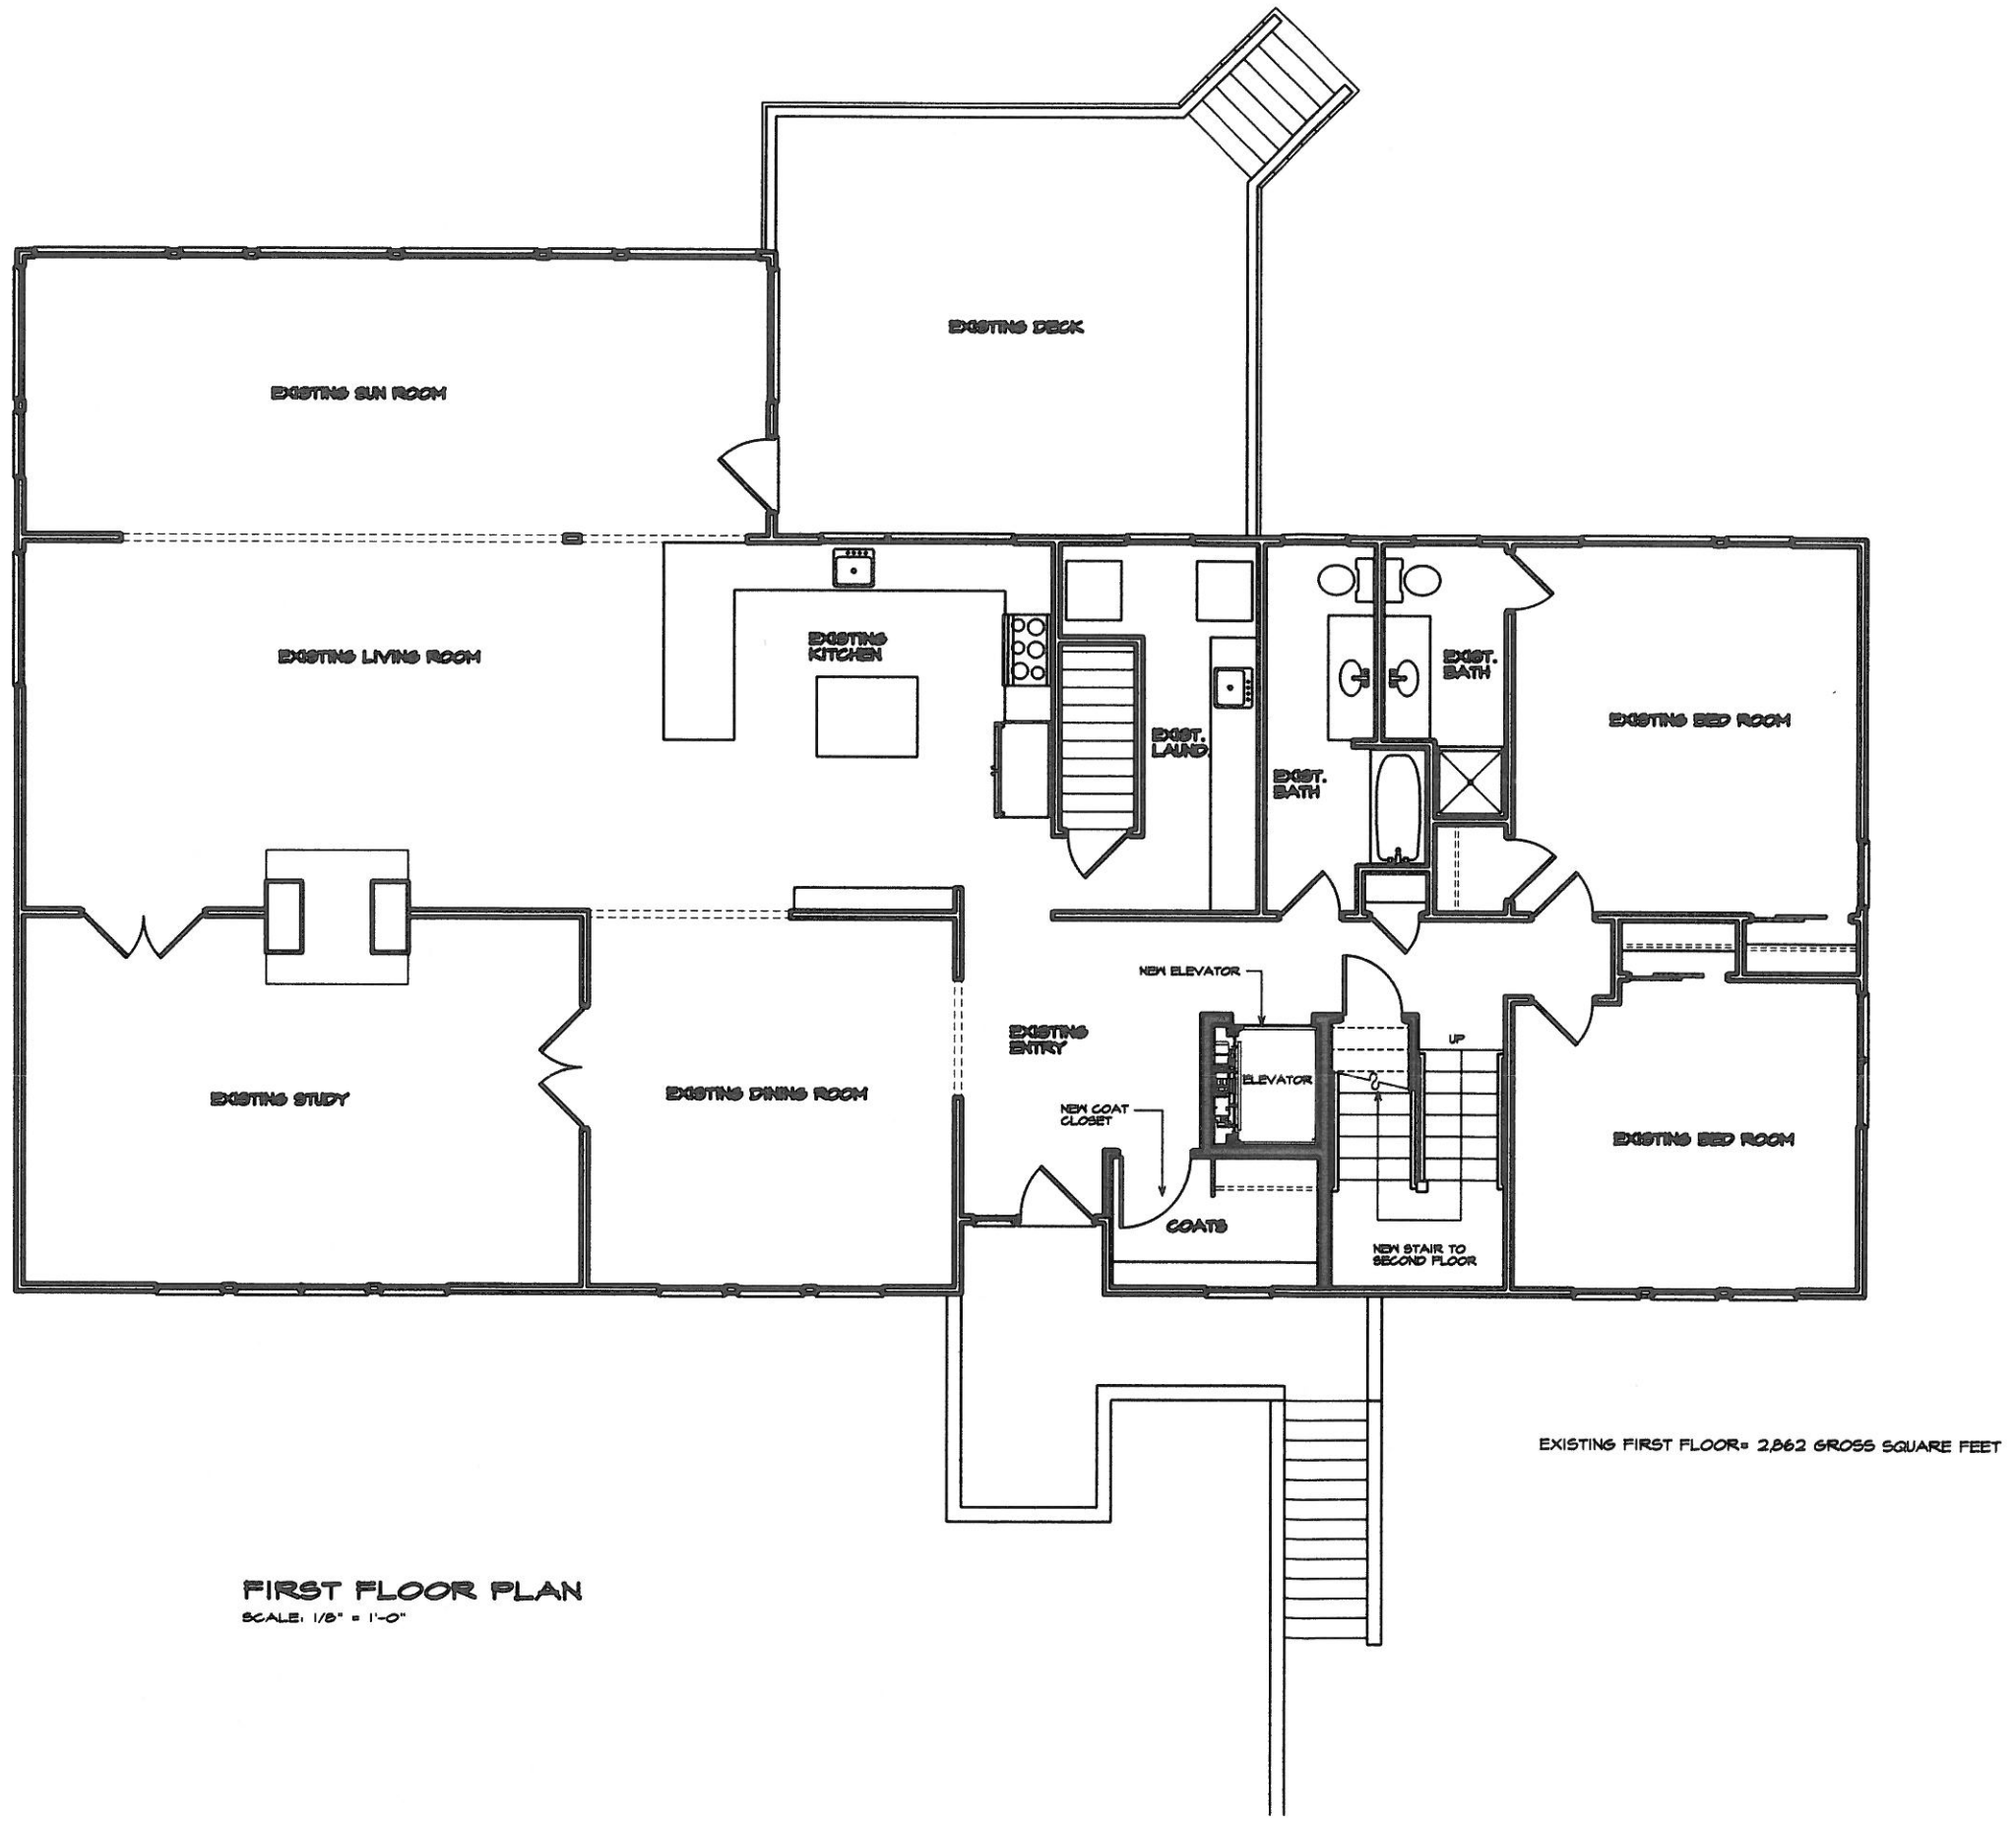 EXISTING DECK
EXISTING SUN ROOM
EXISTING LIVING ROOM
EXISTING
KITCHEN
EXIST.
LAUND.
EXIST.
BATH
EXIST.
BATH
EXISTING BED ROOM
NEW ELEVATOR
EXISTING
ENTRY
ELEVATOR
UP
EXISTING STUDY
EXISTING DINING ROOM
NEW COAT
CLOSET
EXISTING BED ROOM
COATS
NEW STAIR TO
SECOND FLOOR
EXISTING FIRST FLOOR= 2,862 GROSS SQUARE FEET
FIRST FLOOR PLAN
SCALE: 1/8" = 1'-0"